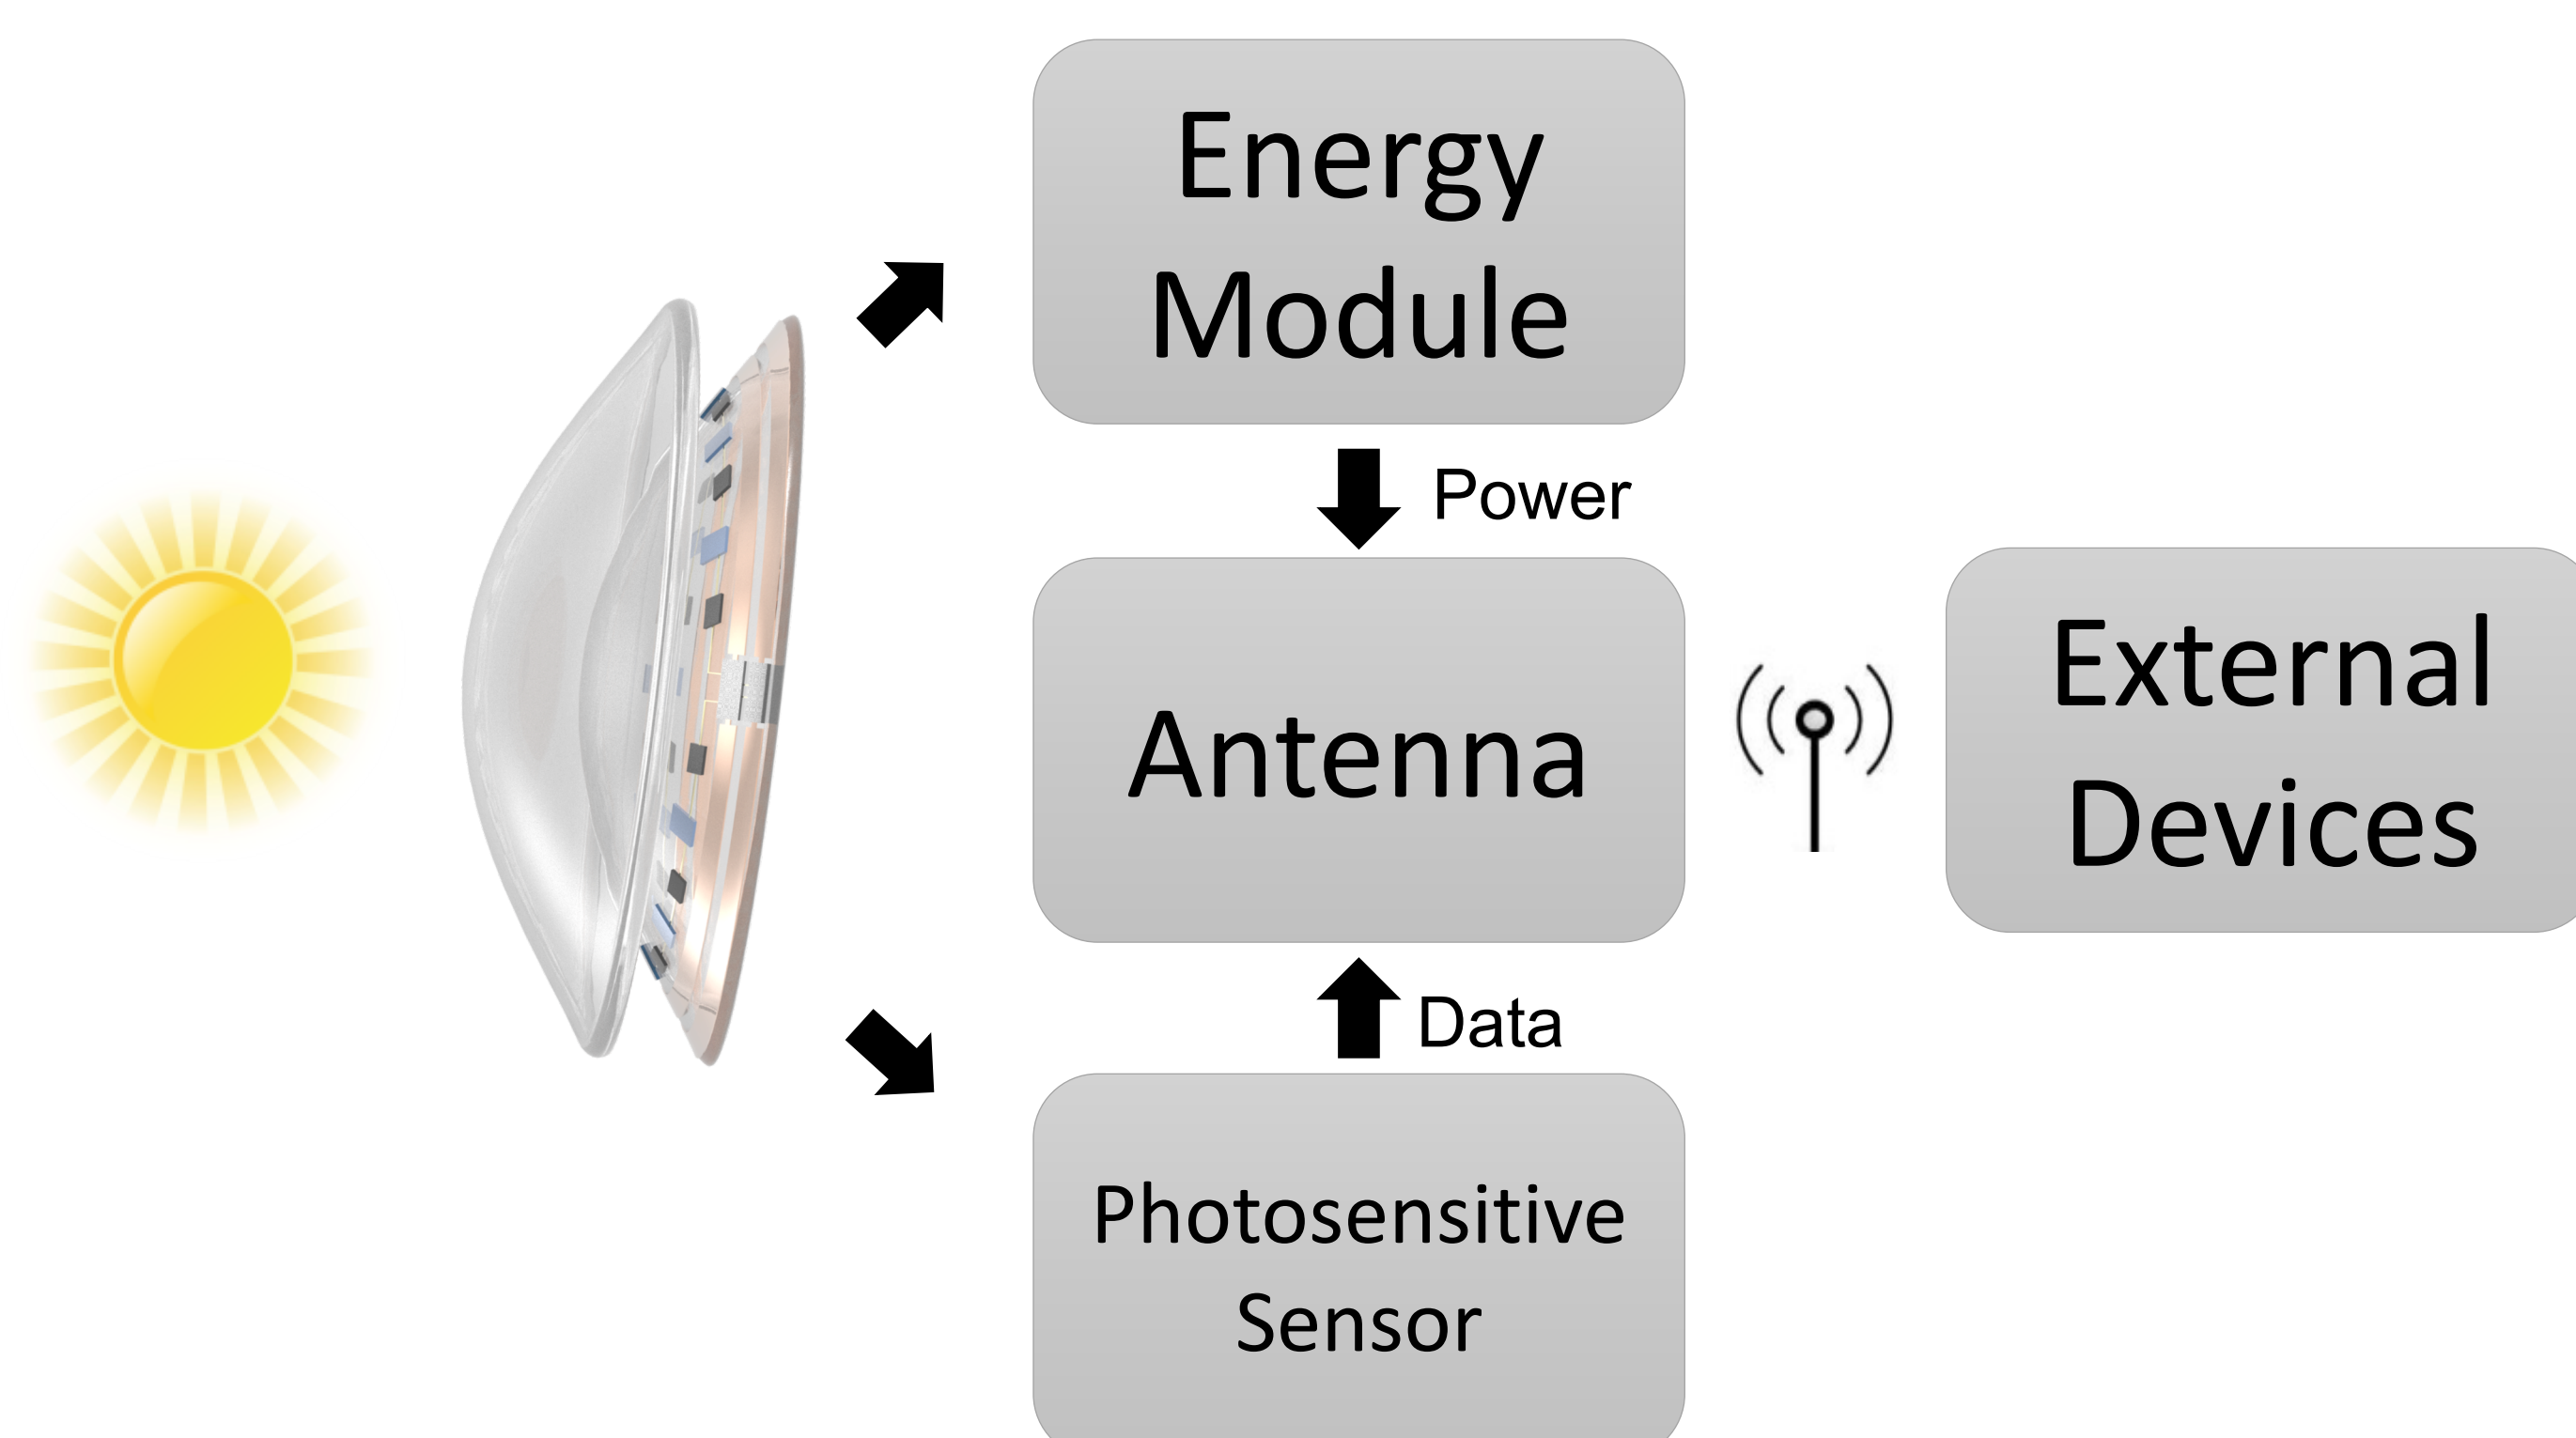 Energy
Module
Power
Antenna
External
Devices
Data
Photosensitive
Sensor